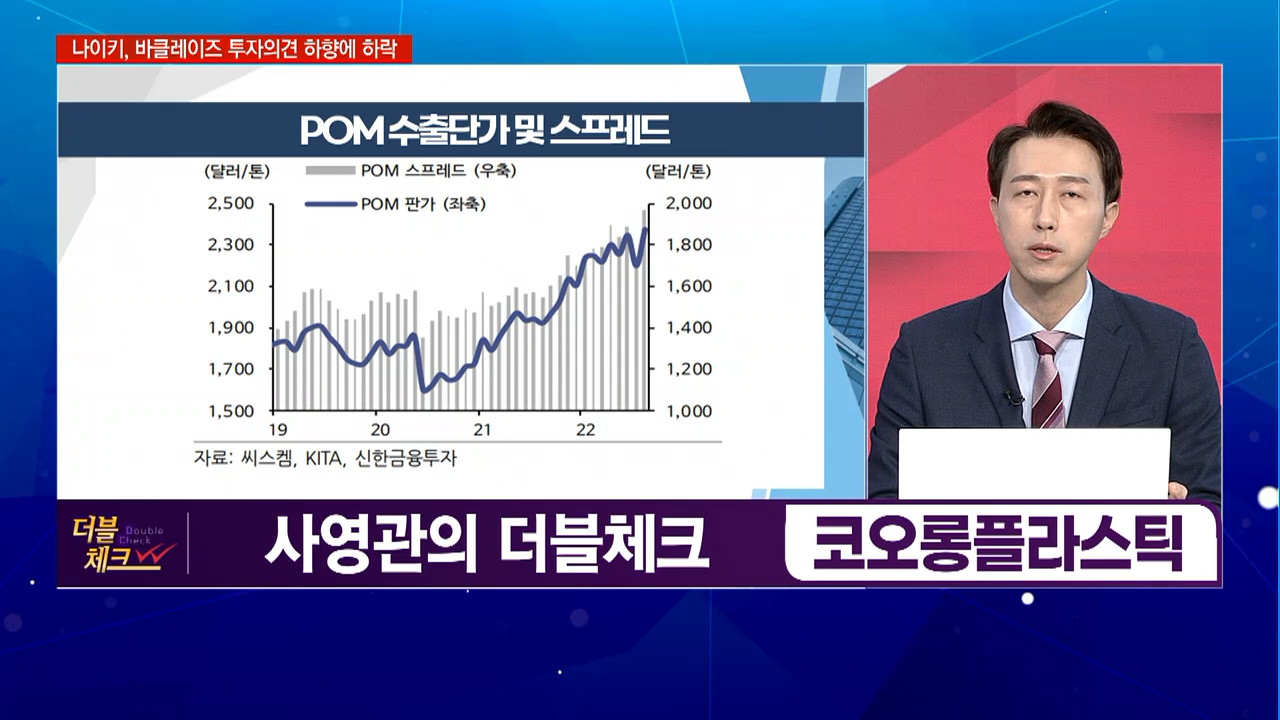 나이키, 바클레이즈 투자의견 하향에 하락
POM 수출단가 및 스프레드
(달러/톤)
POM 스프레드 (우축)
(달러/톤)
POM 판가 (좌축)
2,500
2,300
2,100
1,900
1,700
1,500
2,000
1,800
1,600
1,400
1,200
1,000
19
20
21
22
자료: 씨스켐, KITA, 신한금융투자
더블
체크
Double
Check
사영관의 더블체크
코오롱플라스틱